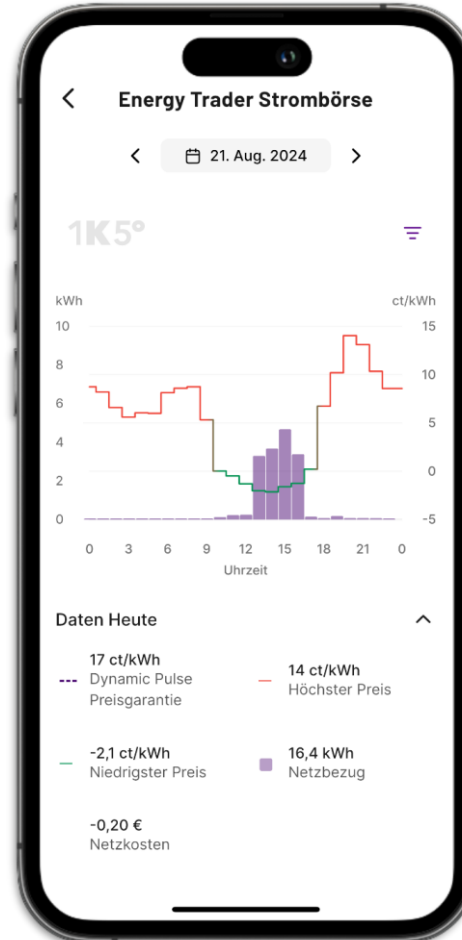 Energy Trader Strombörse
21. Aug. 2024
1K5°
kWh
ct/kWh
10
15
8
10
6
5
4
0
2
0
-5
0 3 6 9 12 15 18 21 0
Uhrzeit
Daten Heute
17 ct/kWh
Dynamic Pulse
Preisgarantie
14 ct/kWh
Höchster Preis
-2,1 ct/kWh
Niedrigster Preis
16,4 kWh
Netzbezug
-0,20 €
Netzkosten